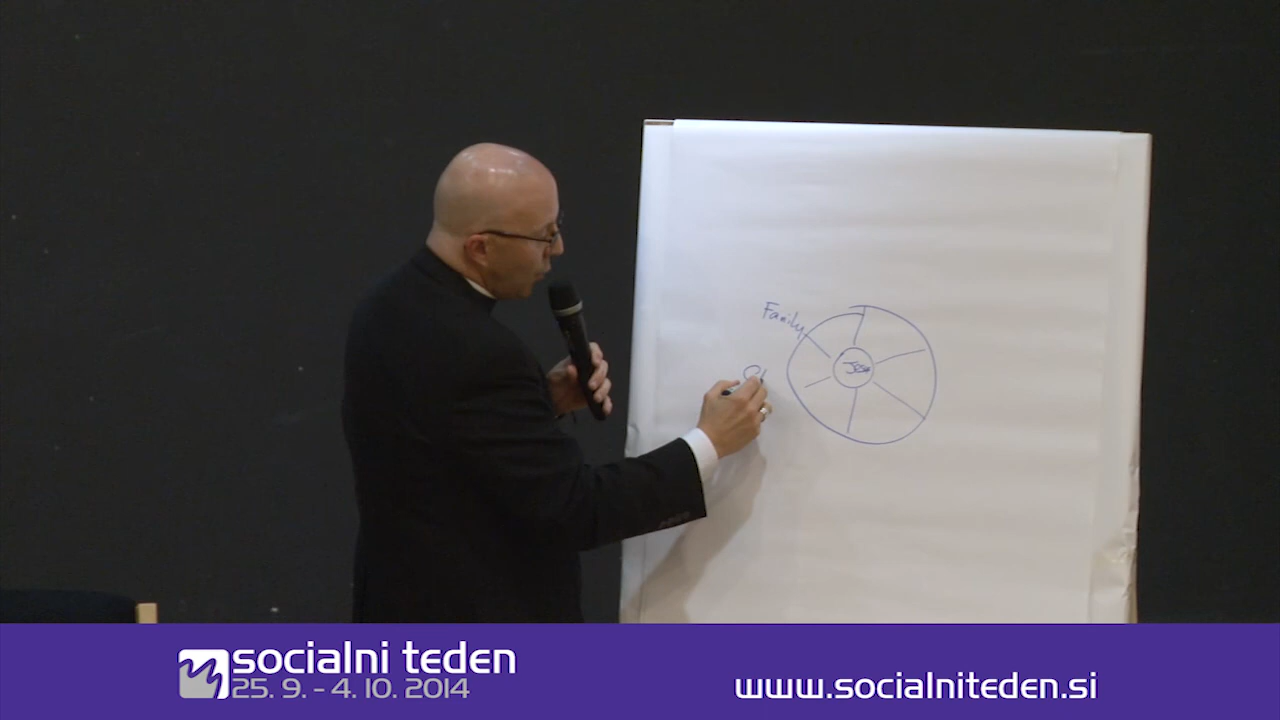 Family
Jesus
socialni teden
25. 9. - 4. 10. 2014
www.socialniteden.si